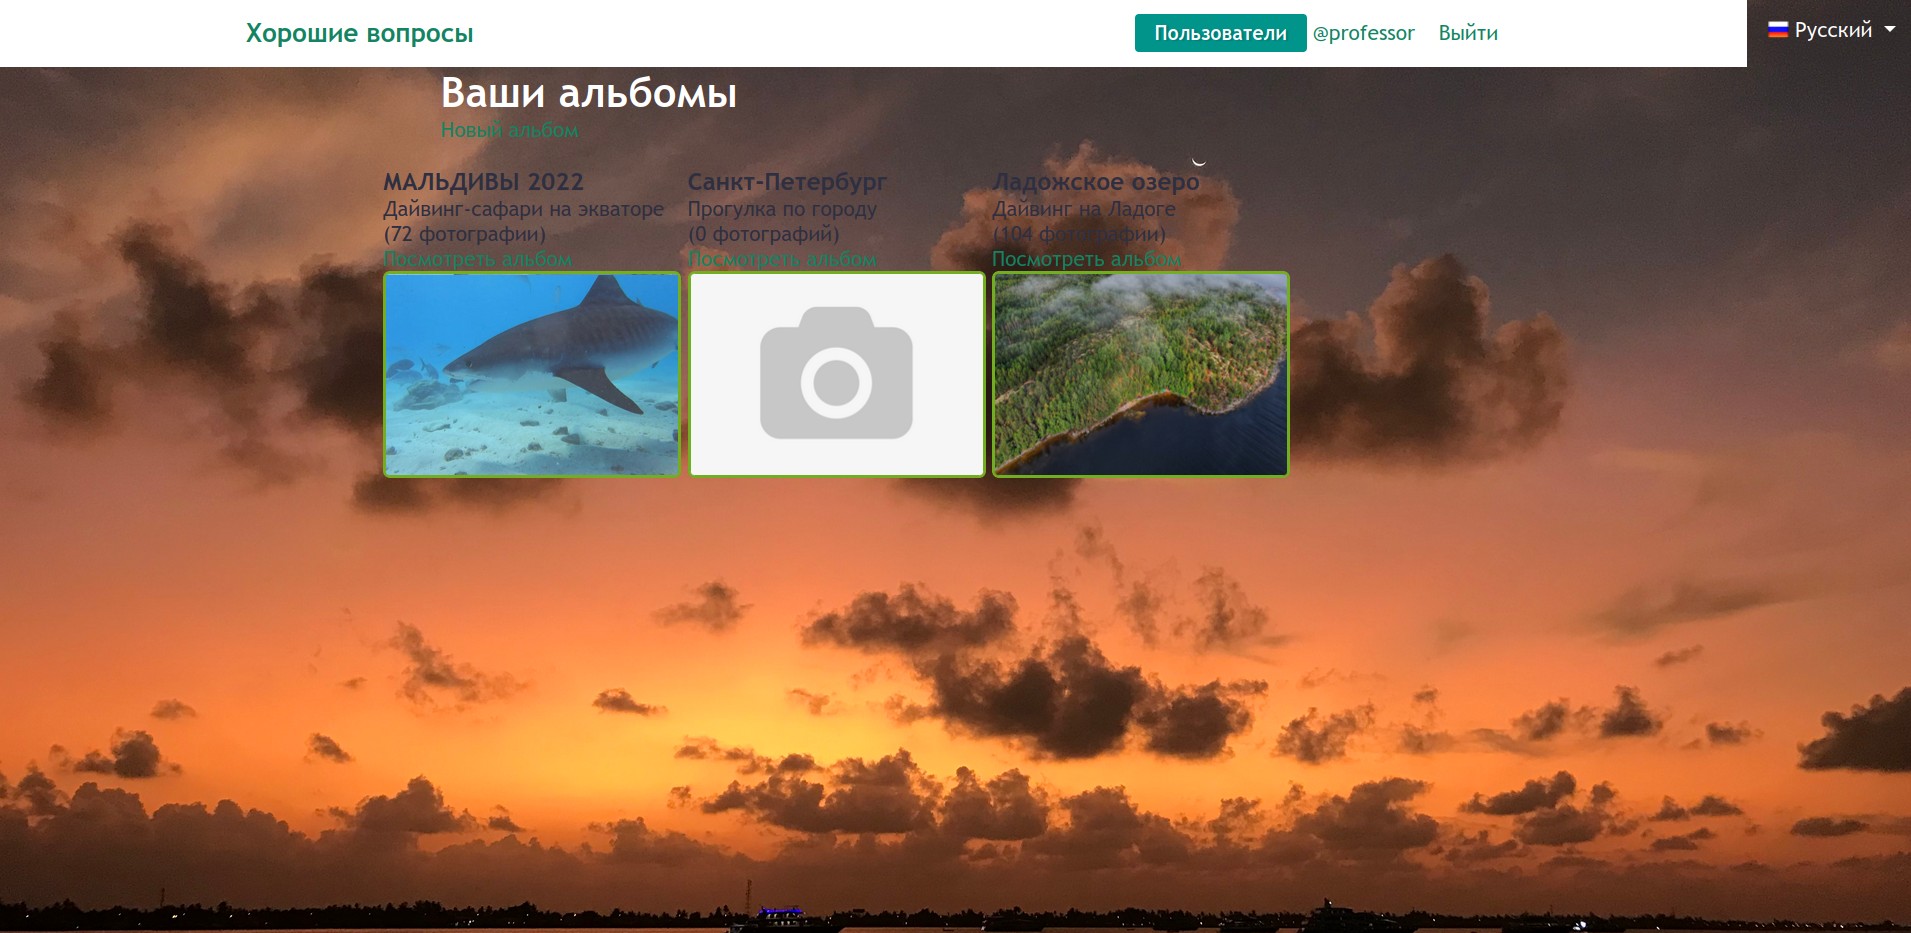 Хорошие вопросы
Пользователи @professor Выйти
Русский
Ваши альбомы
Новый альбом
МАЛЬДИВЫ 2022
Дайвинг-сафари на экваторе
(72 фотографии)
Посмотреть альбом
Санкт-Петербург
Прогулка по городу
(0 фотографий)
Посмотреть альбом
Ладожское озеро
Дайвинг на Ладоге
(104 фотографии)
Посмотреть альбом